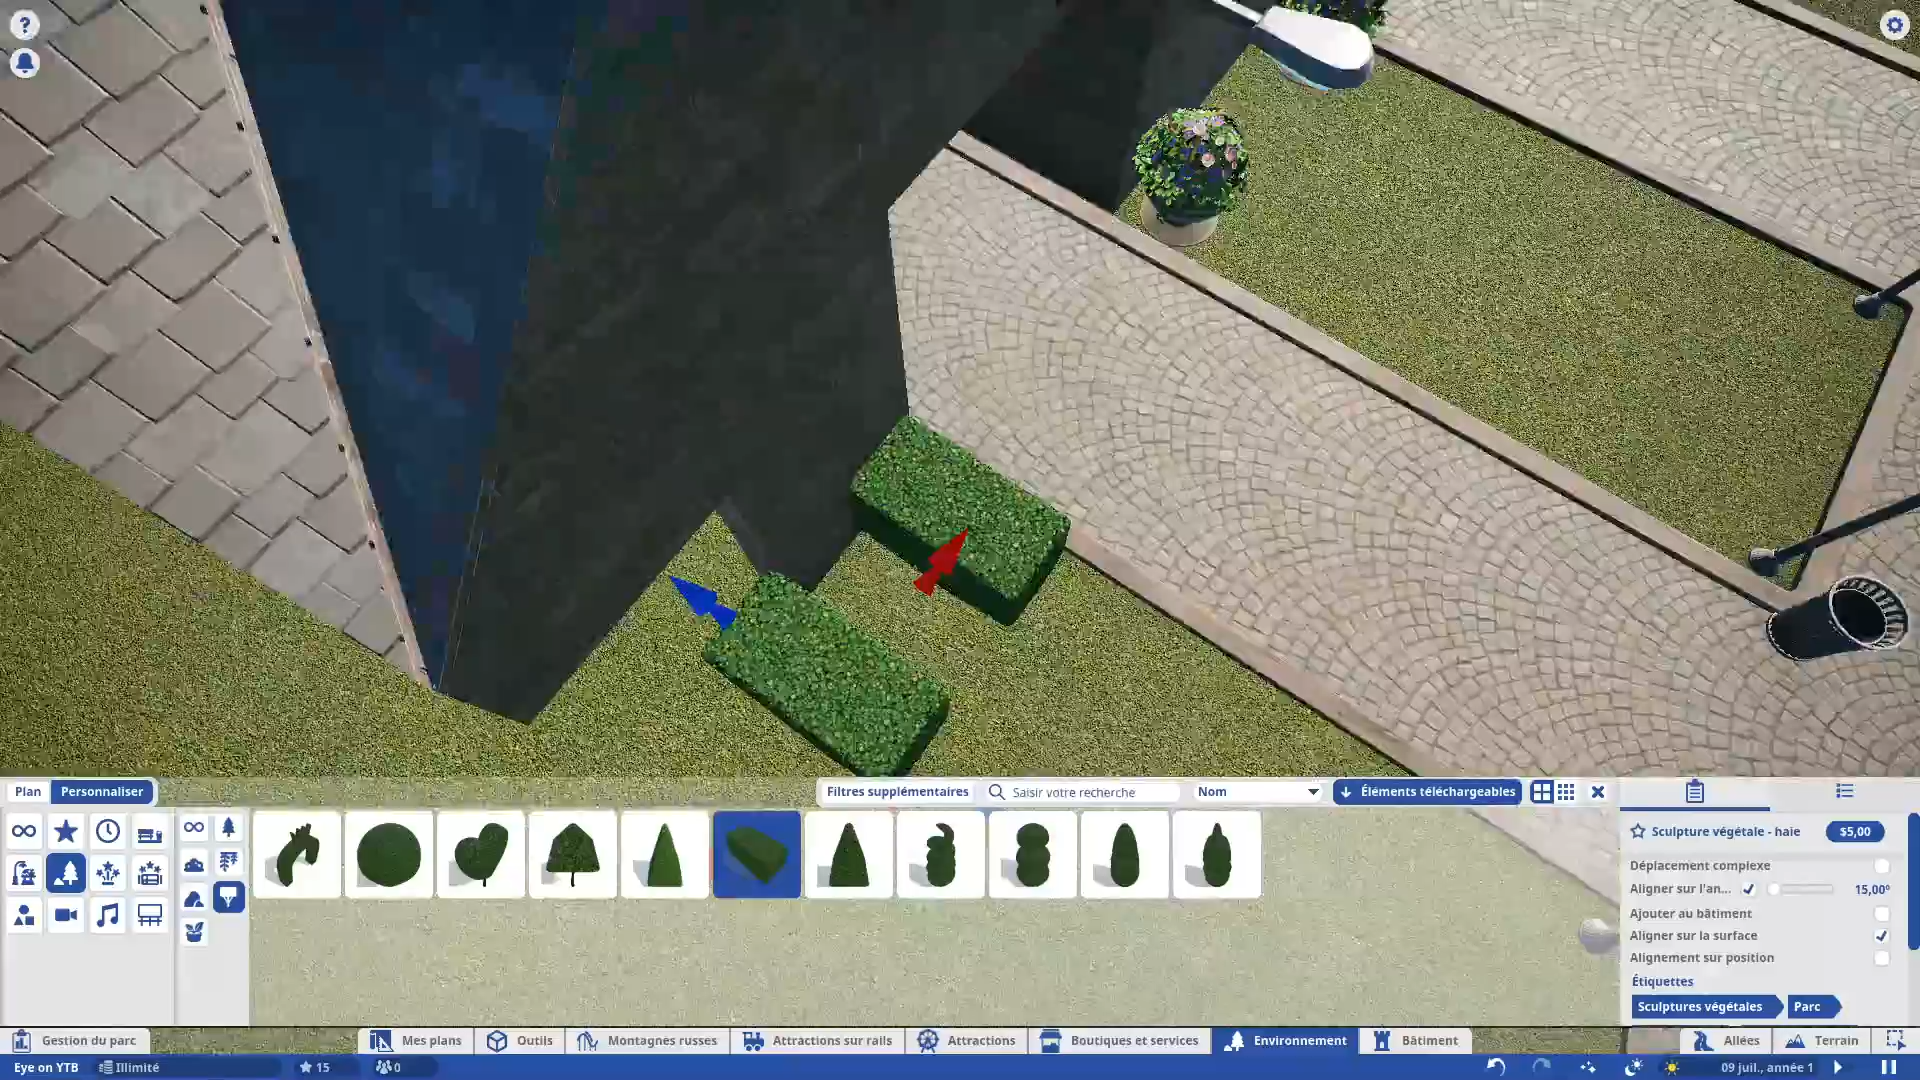 ?
Plan
Personnaliser
Filtres supplémentaires
Saisir votre recherche
Nom
Éléments téléchargeables
Sculpture végétale - haie
$5,00
Déplacement complexe
Aligner sur l'an...
15,00°
Ajouter au bâtiment
Aligner sur la surface
Alignement sur position
Étiquettes
Sculptures végétales
Parc
Gestion du parc
Mes plans
Outils
Montagnes russes
Attractions sur rails
Attractions
Boutiques et services
Environnement
Bâtiment
Allées
Terrain
Eye on YTB
Illimité
15
0
09 juil., année 1